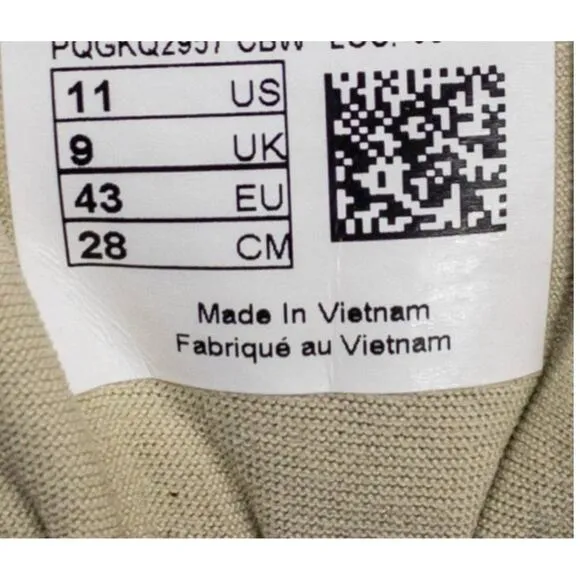 11 US
9 UK
43 EU
28 CM
Made In Vietnam
Fabriqué au Vietnam